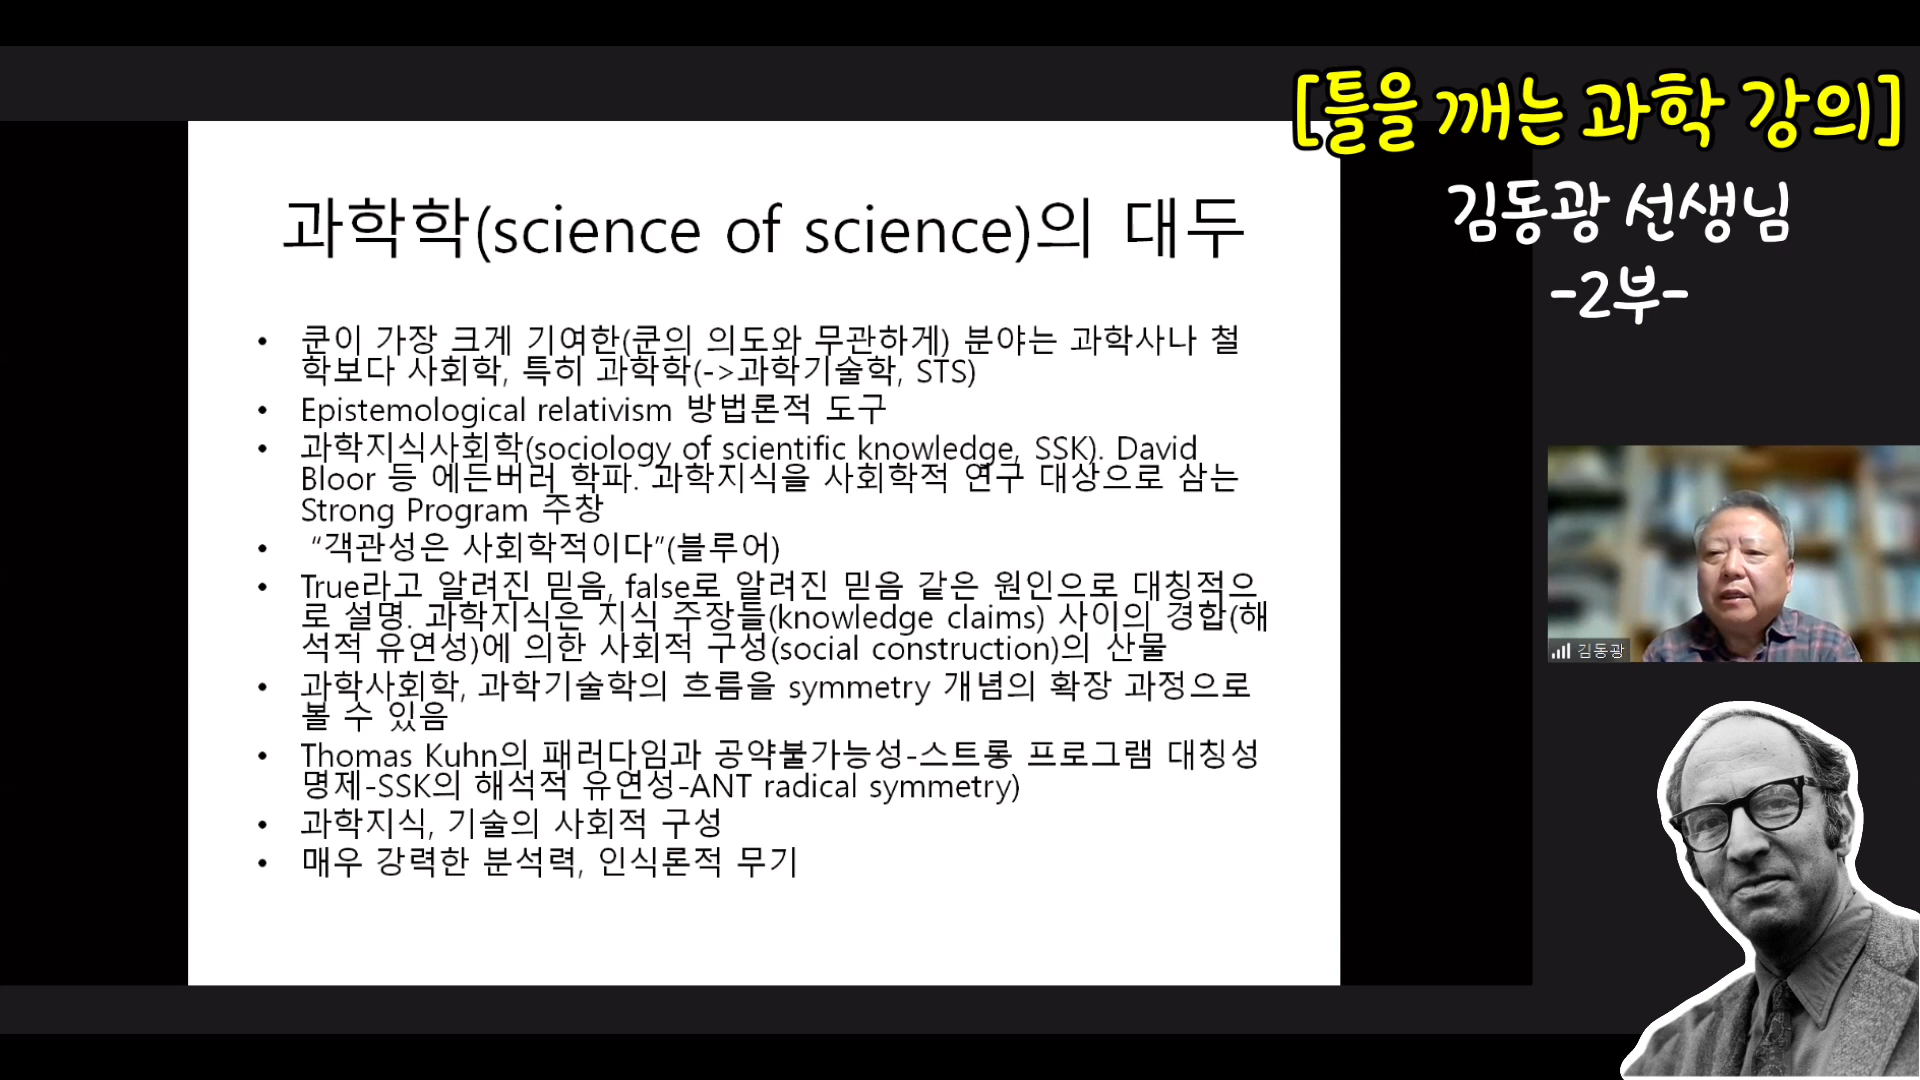 [틀을 깨는 과학 강의]
김동광 선생님
-2부-
과학학(science of science)의 대두
• 쿤이 가장 크게 기여한(쿤의 의도와 무관하게) 분야는 과학사나 철
학보다 사회학, 특히 과학학(->과학기술학, STS)
• Epistemological relativism 방법론적 도구
• 과학지식사회학(sociology of scientific knowledge, SSK). David
Bloor 등 에든버러 학파. 과학지식을 사회학적 연구 대상으로 삼는
Strong Program 주창
• “객관성은 사회학적이다”(블루어)
• True라고 알려진 믿음, false로 알려진 믿음 같은 원인으로 대칭적으
로 설명. 과학지식은 지식 주장들(knowledge claims) 사이의 경합(해
석적 유연성)에 의한 사회적 구성(social construction)의 산물
• 과학사회학, 과학기술학의 흐름을 symmetry 개념의 확장 과정으로
볼 수 있음
• Thomas Kuhn의 패러다임과 공약불가능성-스트롱 프로그램 대칭성
명제-SSK의 해석적 유연성-ANT radical symmetry)
• 과학지식, 기술의 사회적 구성
• 매우 강력한 분석력, 인식론적 무기
김동광